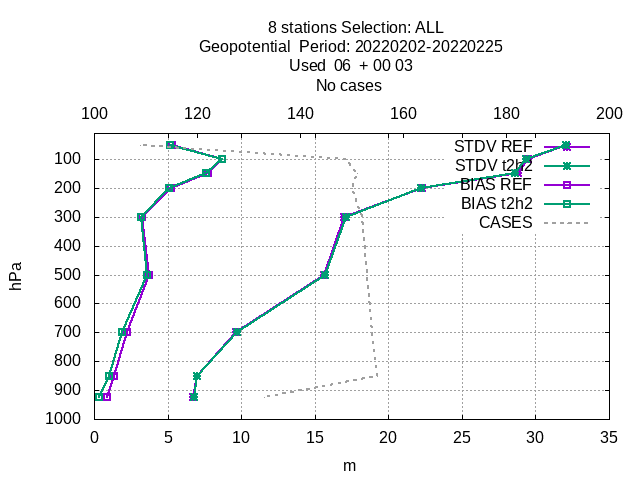 8 stations Selection: ALL
Geopotential  Period: 20220202-20220225
Used  06  + 00 03
No cases
100 120 140 160 180 200
STDV REF
STDV t2h2
BIAS REF
BIAS t2h2
CASES
100
200
300
400
500
600
700
800
900
1000
hPa
0 5 10 15 20 25 30 35
m